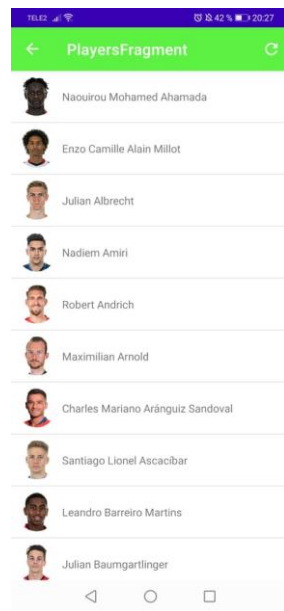 TELE2 42 % 20:27
PlayersFragment
Naouirou Mohamed Ahamada
Enzo Camille Alain Millot
Julian Albrecht
Nadiem Amiri
Robert Andrich
Maximilian Arnold
Charles Mariano Aránguiz Sandoval
Santiago Lionel Ascacíbar
Leandro Barreiro Martins
Julian Baumgartlinger